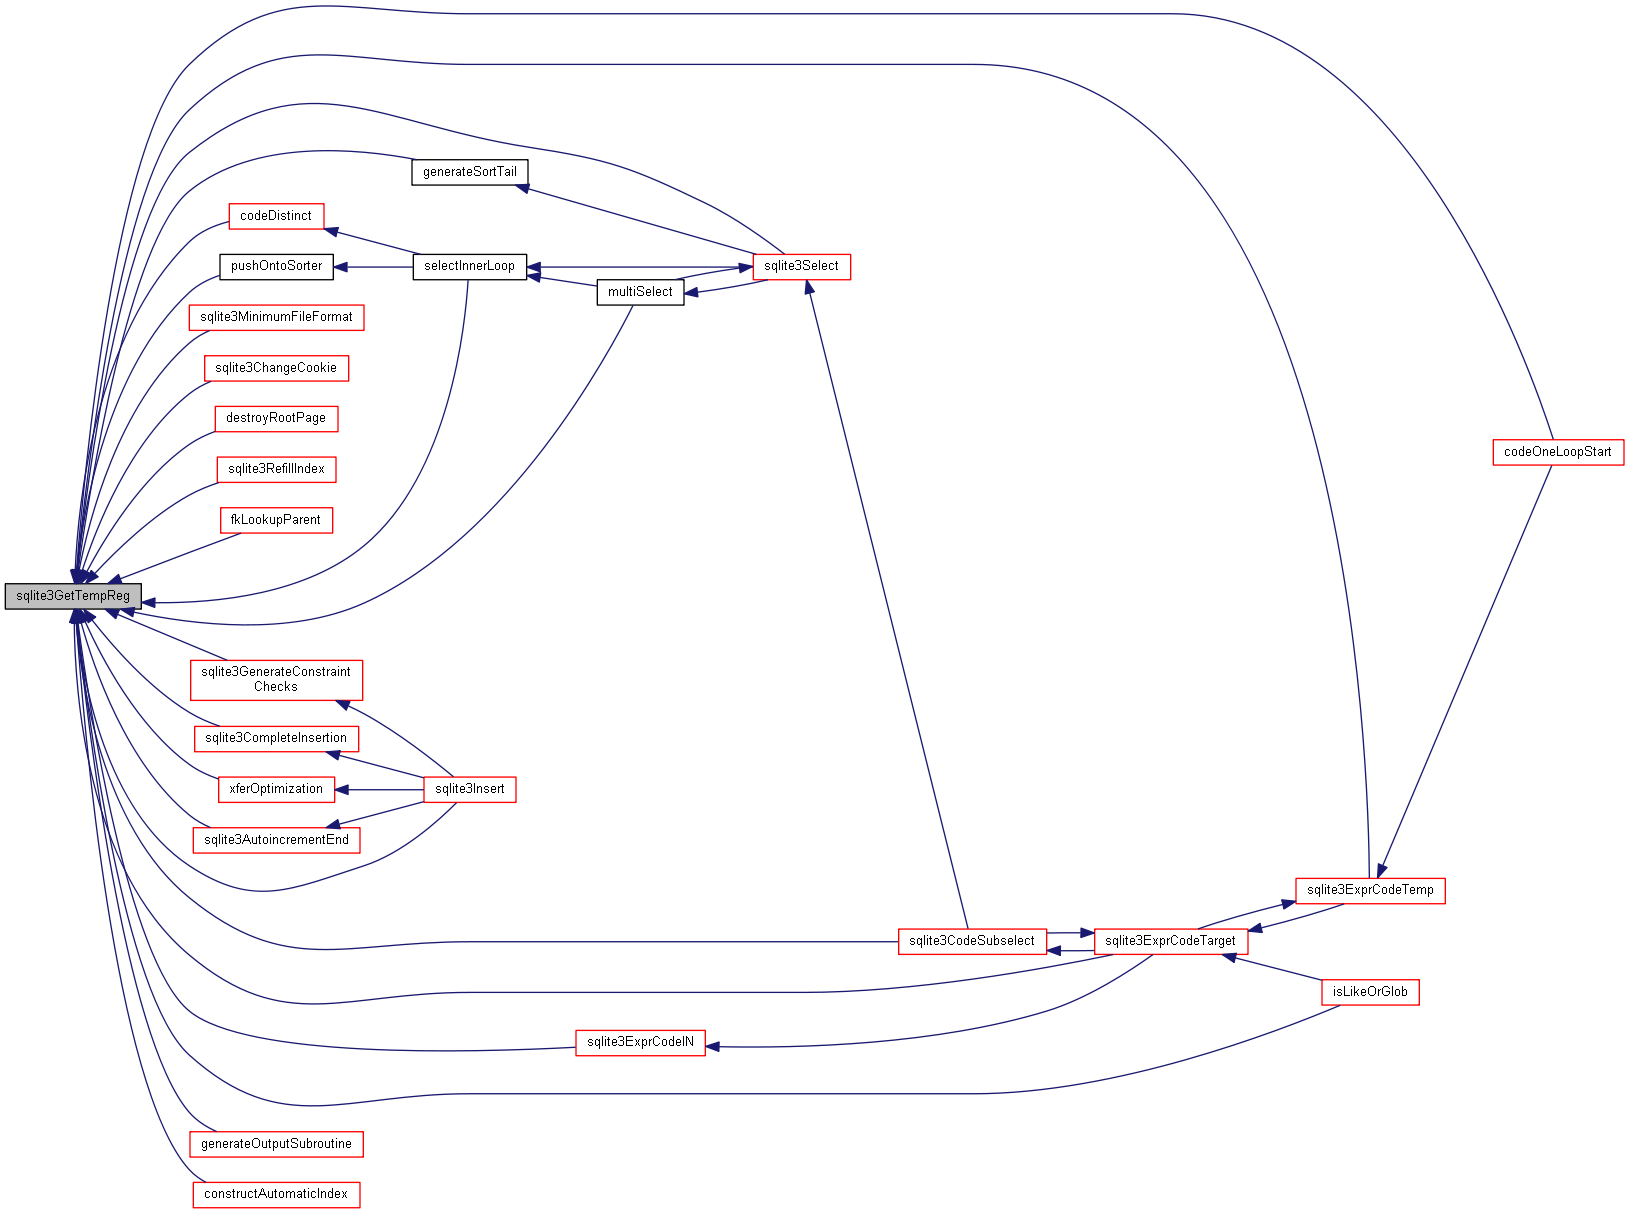 generateSortTail
codeDistinct
pushOntoSorter
selectInnerLoop
sqlite3Select
multiSelect
sqlite3MinimumFileFormat
sqlite3ChangeCookie
destroyRootPage
codeOneLoopStart
sqlite3RefillIndex
fkLookupParent
sqlite3GetTempReg
sqlite3GenerateConstraint
Checks
sqlite3CompleteInsertion
xferOptimization
sqlite3Insert
sqlite3AutoincrementEnd
sqlite3ExprCodeTemp
sqlite3CodeSubselect
sqlite3ExprCodeTarget
isLikeOrGlob
sqlite3ExprCodeIN
generateOutputSubroutine
constructAutomaticIndex